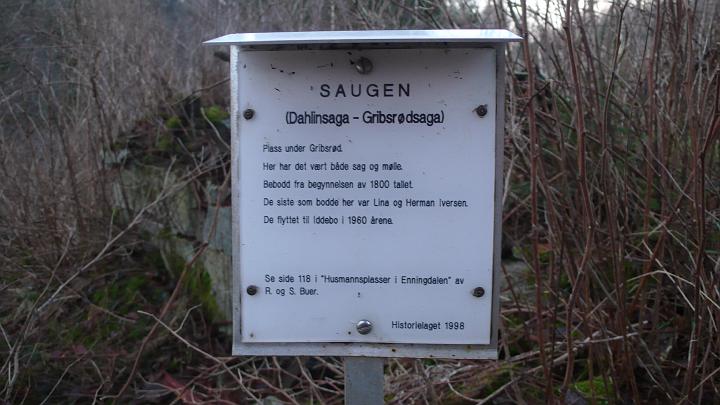 SAUGEN
(Dahlinsaga - Gribsrødsaga)
Plass under Gribsrød.
Her har det vært både sag og mølle.
Bebodd fra begynnelsen av 1800 tallet.
De siste som bodde her var Lina og Herman Iversen.
De flyttet til Iddebo i 1960 årene.
Se side 118 i "Husmannsplasser i Enningdalen" av
R. og S. Buer.
Historielaget 1998